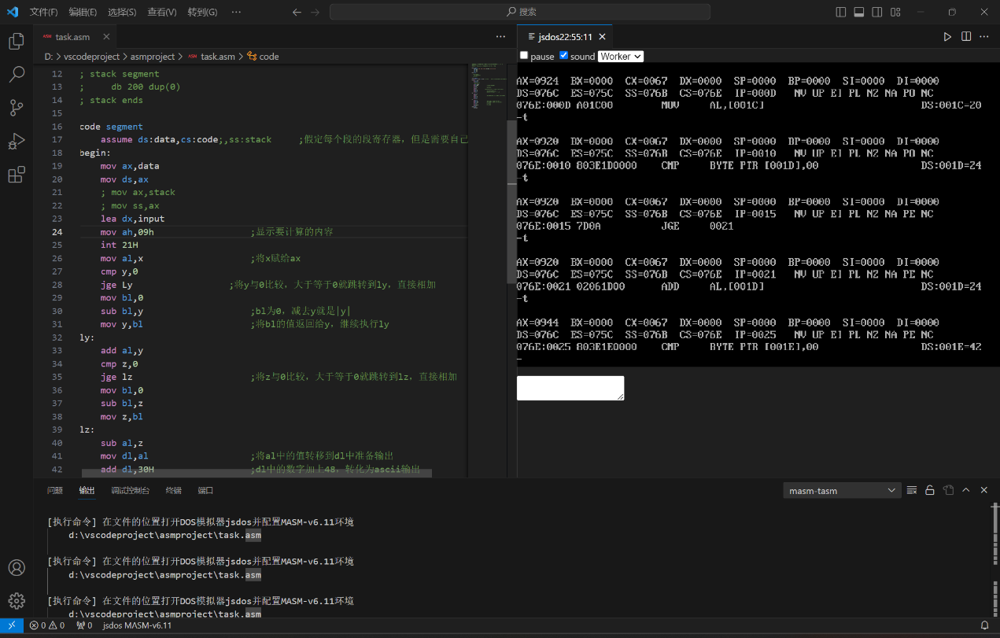 文件(F) 编辑(E) 选择(S) 查看(V) 转到(G) ··· 搜索
ASM task.asm
jsdos22:55:11
D: > vscodeproject > asmproject > ASM task.asm > code
pause sound Worker
12 ; stack segment
13 ;     db 200 dup(0)
14 ; stack ends
15
16 code segment
17     assume ds:data,cs:code;,ss:stack     ;假定每个段的段寄存器，但是需要自己
18 begin:
19     mov ax,data
20     mov ds,ax
21     ; mov ax,stack
22     ; mov ss,ax
23     lea dx,input
24     mov ah,09h     ;显示要计算的内容
25     int 21H
26     mov al,x     ;将x赋给ax
27     cmp y,0
28     jge Ly     ;将y与0比较，大于等于0就跳转到ly，直接相加
29     mov bl,0
30     sub bl,y     ;bl为0，减去y就是|y|
31     mov y,bl     ;将bl的值返回给y，继续执行ly
32 ly:
33     add al,y
34     cmp z,0
35     jge lz     ;将z与0比较，大于等于0就跳转到lz，直接相加
36     mov bl,0
37     sub bl,z
38     mov z,bl
39 lz:
40     sub al,z
41     mov dl,al     ;将al中的值转移到dl中准备输出
42     add dl,30H     ;dl中的数字加上48，转化为ascii输出
AX=0924  BX=0000  CX=0067  DX=0000  SP=0000  BP=0000  SI=0000  DI=0000
DS=076C  ES=075C  SS=076B  CS=076E  IP=000D   NV UP EI PL NZ NA PO NC
076E:000D A01C00        MOV     AL,[001C]                          DS:001C=20
-t
AX=0920  BX=0000  CX=0067  DX=0000  SP=0000  BP=0000  SI=0000  DI=0000
DS=076C  ES=075C  SS=076B  CS=076E  IP=0010   NV UP EI PL NZ NA PO NC
076E:0010 803E1D0000    CMP     BYTE PTR [001D],00                 DS:001D=24
-t
AX=0920  BX=0000  CX=0067  DX=0000  SP=0000  BP=0000  SI=0000  DI=0000
DS=076C  ES=075C  SS=076B  CS=076E  IP=0015   NV UP EI PL NZ NA PE NC
076E:0015 7D0A          JGE     0021
-t
AX=0920  BX=0000  CX=0067  DX=0000  SP=0000  BP=0000  SI=0000  DI=0000
DS=076C  ES=075C  SS=076B  CS=076E  IP=0021   NV UP EI PL NZ NA PE NC
076E:0021 02061D00      ADD     AL,[001D]                          DS:001D=24
-t
AX=0944  BX=0000  CX=0067  DX=0000  SP=0000  BP=0000  SI=0000  DI=0000
DS=076C  ES=075C  SS=076B  CS=076E  IP=0025   NV UP EI PL NZ NA PE NC
076E:0025 803E1E0000    CMP     BYTE PTR [001E],00                 DS:001E=42
-
问题 输出 调试控制台 终端 端口 masm-tasm
[执行命令] 在文件的位置打开DOS模拟器jsdos并配置MASM-v6.11环境
d:\vscodeproject\asmproject\task.asm
[执行命令] 在文件的位置打开DOS模拟器jsdos并配置MASM-v6.11环境
d:\vscodeproject\asmproject\task.asm
[执行命令] 在文件的位置打开DOS模拟器jsdos并配置MASM-v6.11环境
d:\vscodeproject\asmproject\task.asm
0 0 0 jsdos MASM-v6.11